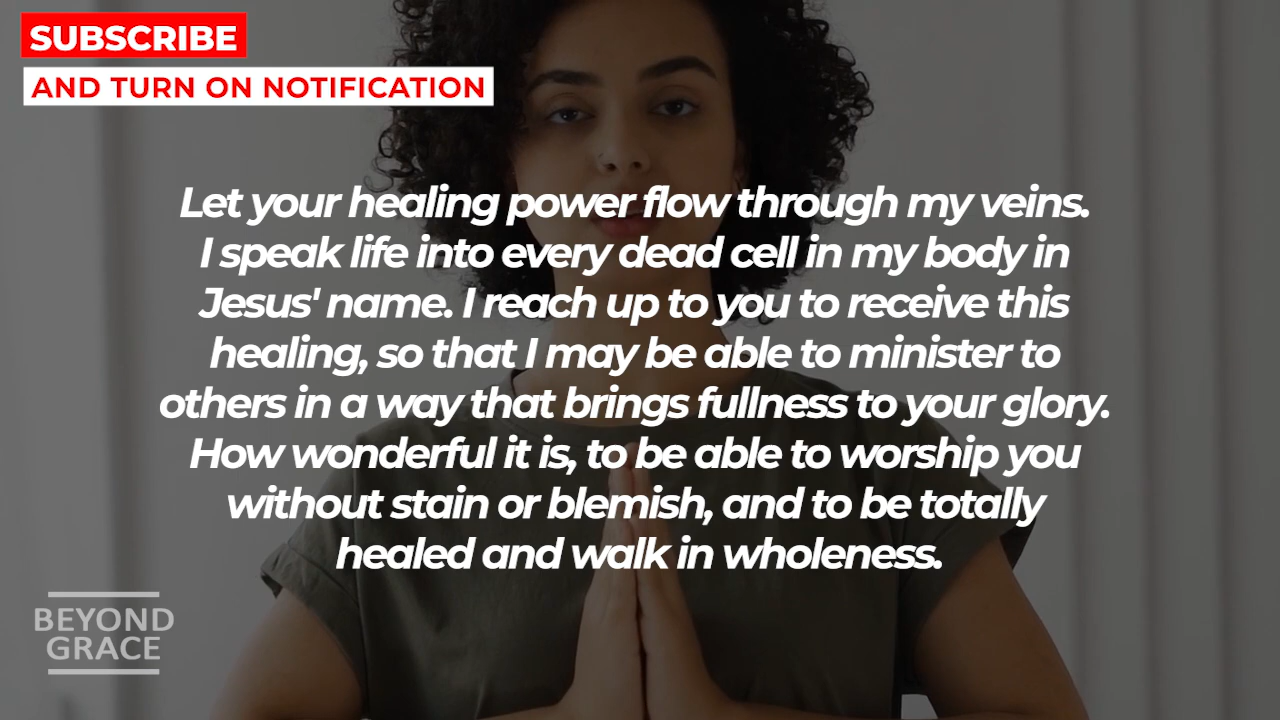 SUBSCRIBE
AND TURN ON NOTIFICATION
Let your healing power flow through my veins.
I speak life into every dead cell in my body in
Jesus' name. I reach up to you to receive this
healing, so that I may be able to minister to
others in a way that brings fullness to your glory.
How wonderful it is, to be able to worship you
without stain or blemish, and to be totally
healed and walk in wholeness.
BEYOND
GRACE